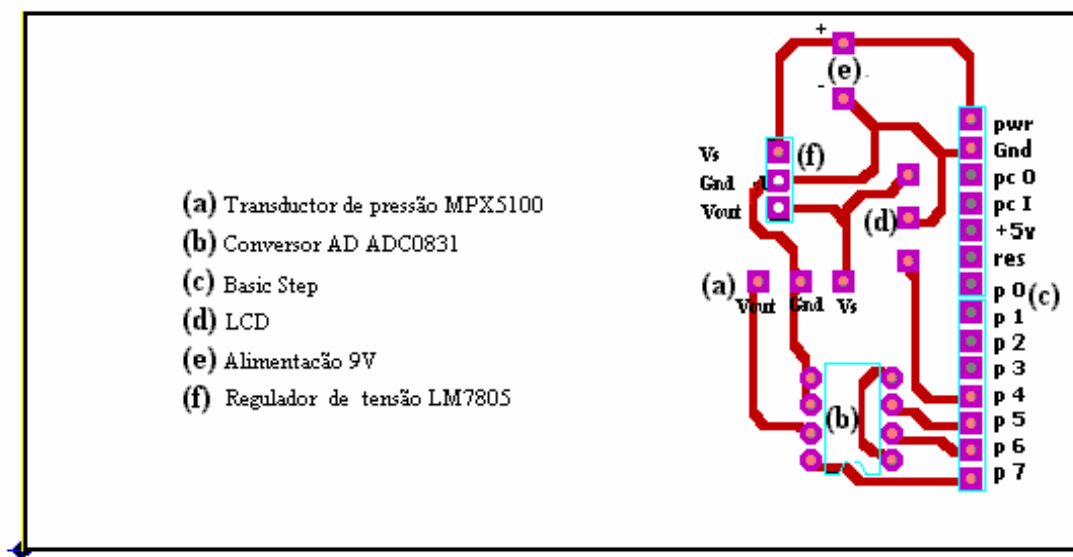 (a) Transductor de pressão MPX5100
(b) Conversor AD ADC0831
(c) Basic Step
(d) LCD
(e) Alimentacão 9V
(f) Regulador de tensão LM7805
+
(e)
-
Vs
(f)
Gnd
Vout
(d)
(a)
Vout Gnd Vs
(b)
pwr
Gnd
pc O
pc I
+5v
res
p 0
(c)
p 1
p 2
p 3
p 4
p 5
p 6
p 7